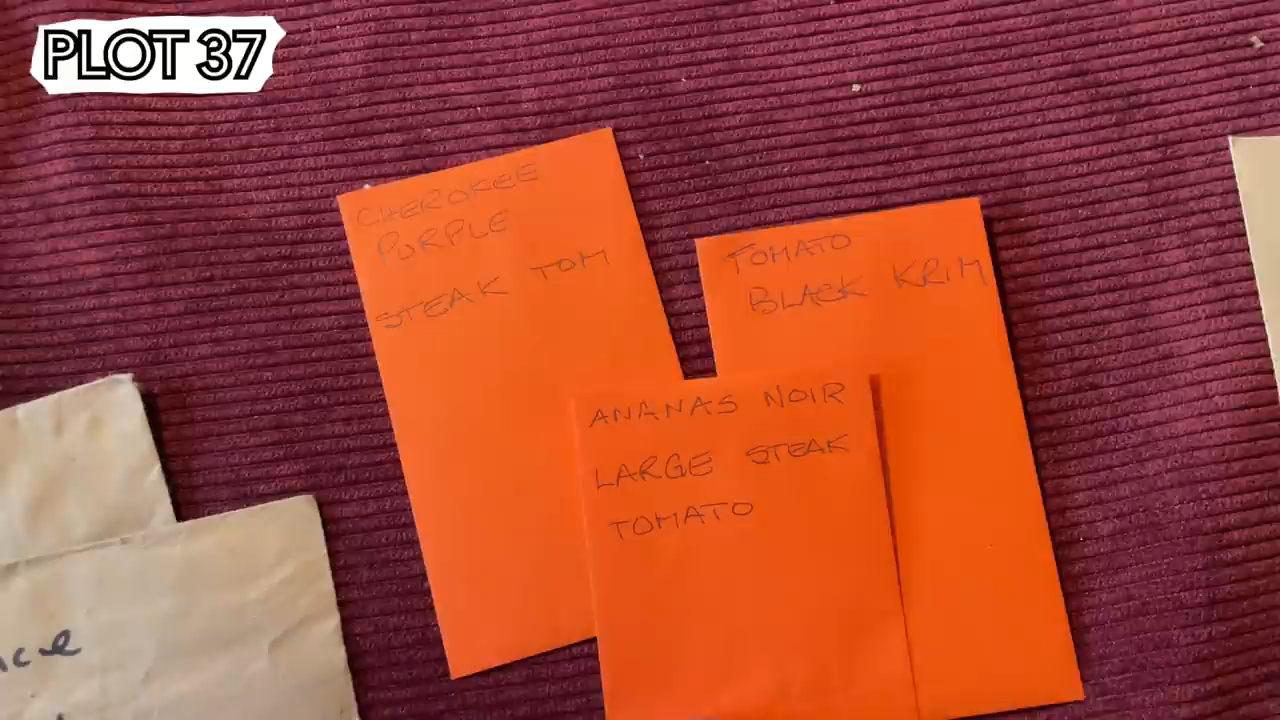 PLOT 37
CHEROKEE
PURPLE
STEAK TOM
TOMATO
BLACK KRIM
ANANAS NOIR
LARGE STEAK
TOMATO